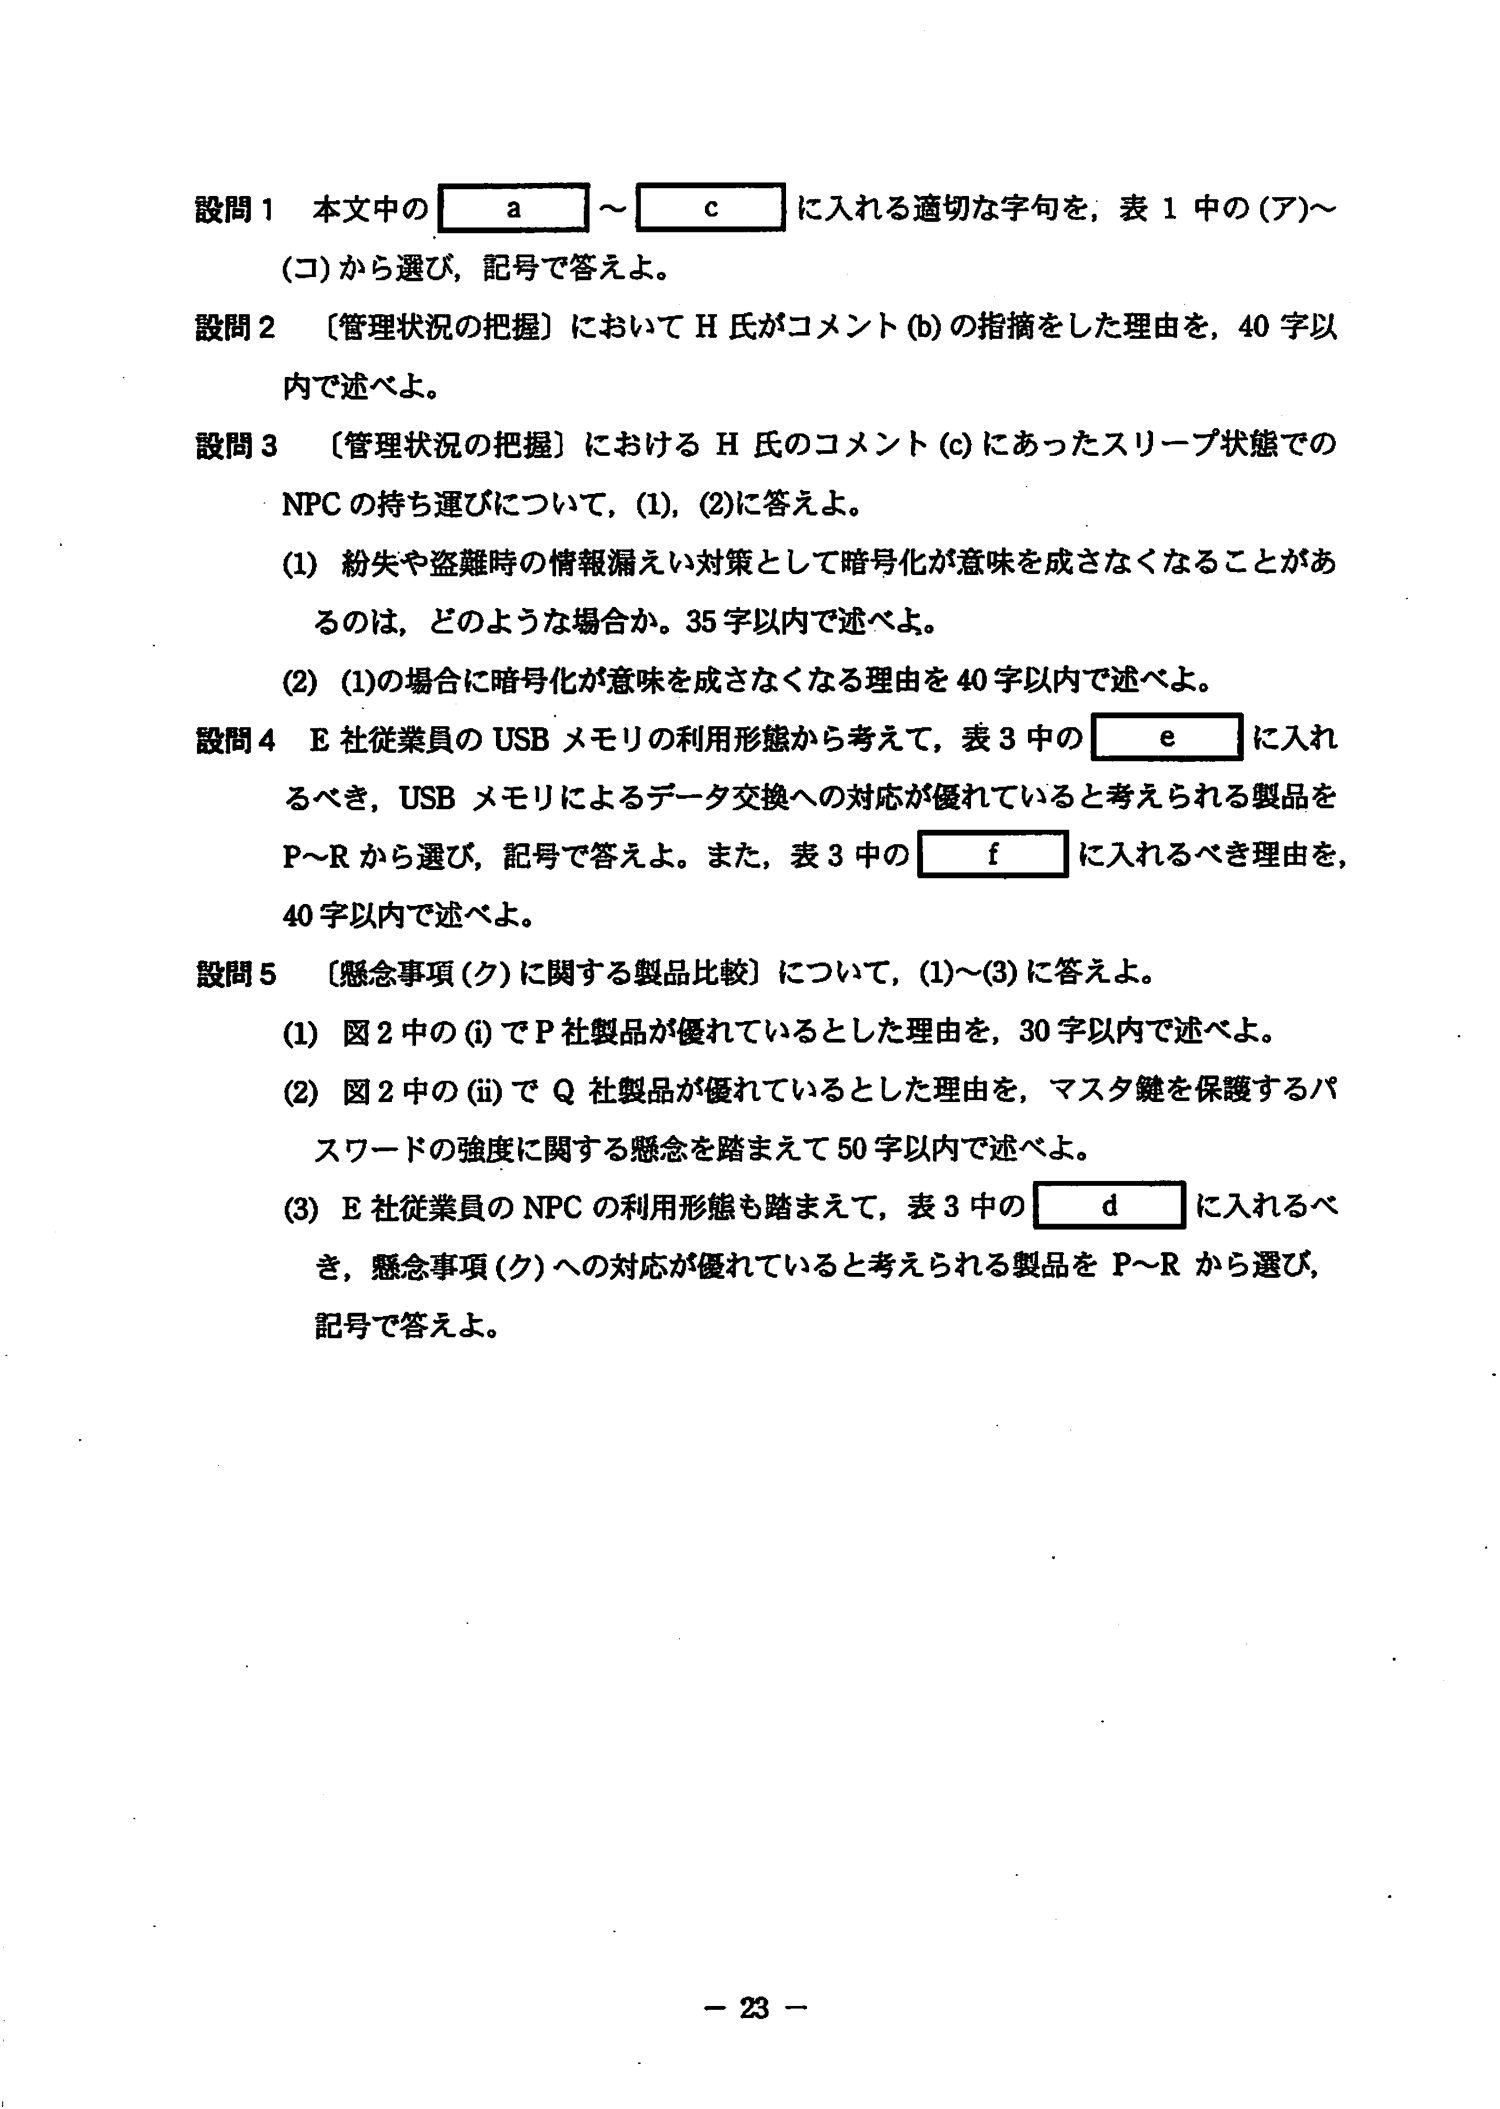 設問1 本文中の a ～ c に入れる適切な字句を，表 1 中の (ア)～
(コ) から選び，記号で答えよ。
設問2 〔管理状況の把握〕において H 氏がコメント (b) の指摘をした理由を，40 字以
内で述べよ。
設問3 〔管理状況の把握〕における H 氏のコメント (c) にあったスリープ状態での
NPC の持ち運びについて，(1)，(2)に答えよ。
(1) 紛失や盗難時の情報漏えい対策として暗号化が意味を成さなくなることがあ
るのは，どのような場合か。35 字以内で述べよ。
(2) (1)の場合に暗号化が意味を成さなくなる理由を 40 字以内で述べよ。
設問4 E 社従業員の USB メモリの利用形態から考えて，表 3 中の e に入れ
るべき，USB メモリによるデータ交換への対応が優れていると考えられる製品を
P～R から選び，記号で答えよ。また，表 3 中の f に入れるべき理由を，
40 字以内で述べよ。
設問5 〔懸念事項 (ク) に関する製品比較〕について，(1)～(3) に答えよ。
(1) 図 2 中の (i) で P 社製品が優れているとした理由を，30 字以内で述べよ。
(2) 図 2 中の (ii) で Q 社製品が優れているとした理由を，マスタ鍵を保護するパ
スワードの強度に関する懸念を踏まえて 50 字以内で述べよ。
(3) E 社従業員の NPC の利用形態も踏まえて，表 3 中の d に入れるべ
き，懸念事項 (ク) への対応が優れていると考えられる製品を P～R から選び，
記号で答えよ。
－ 23 －